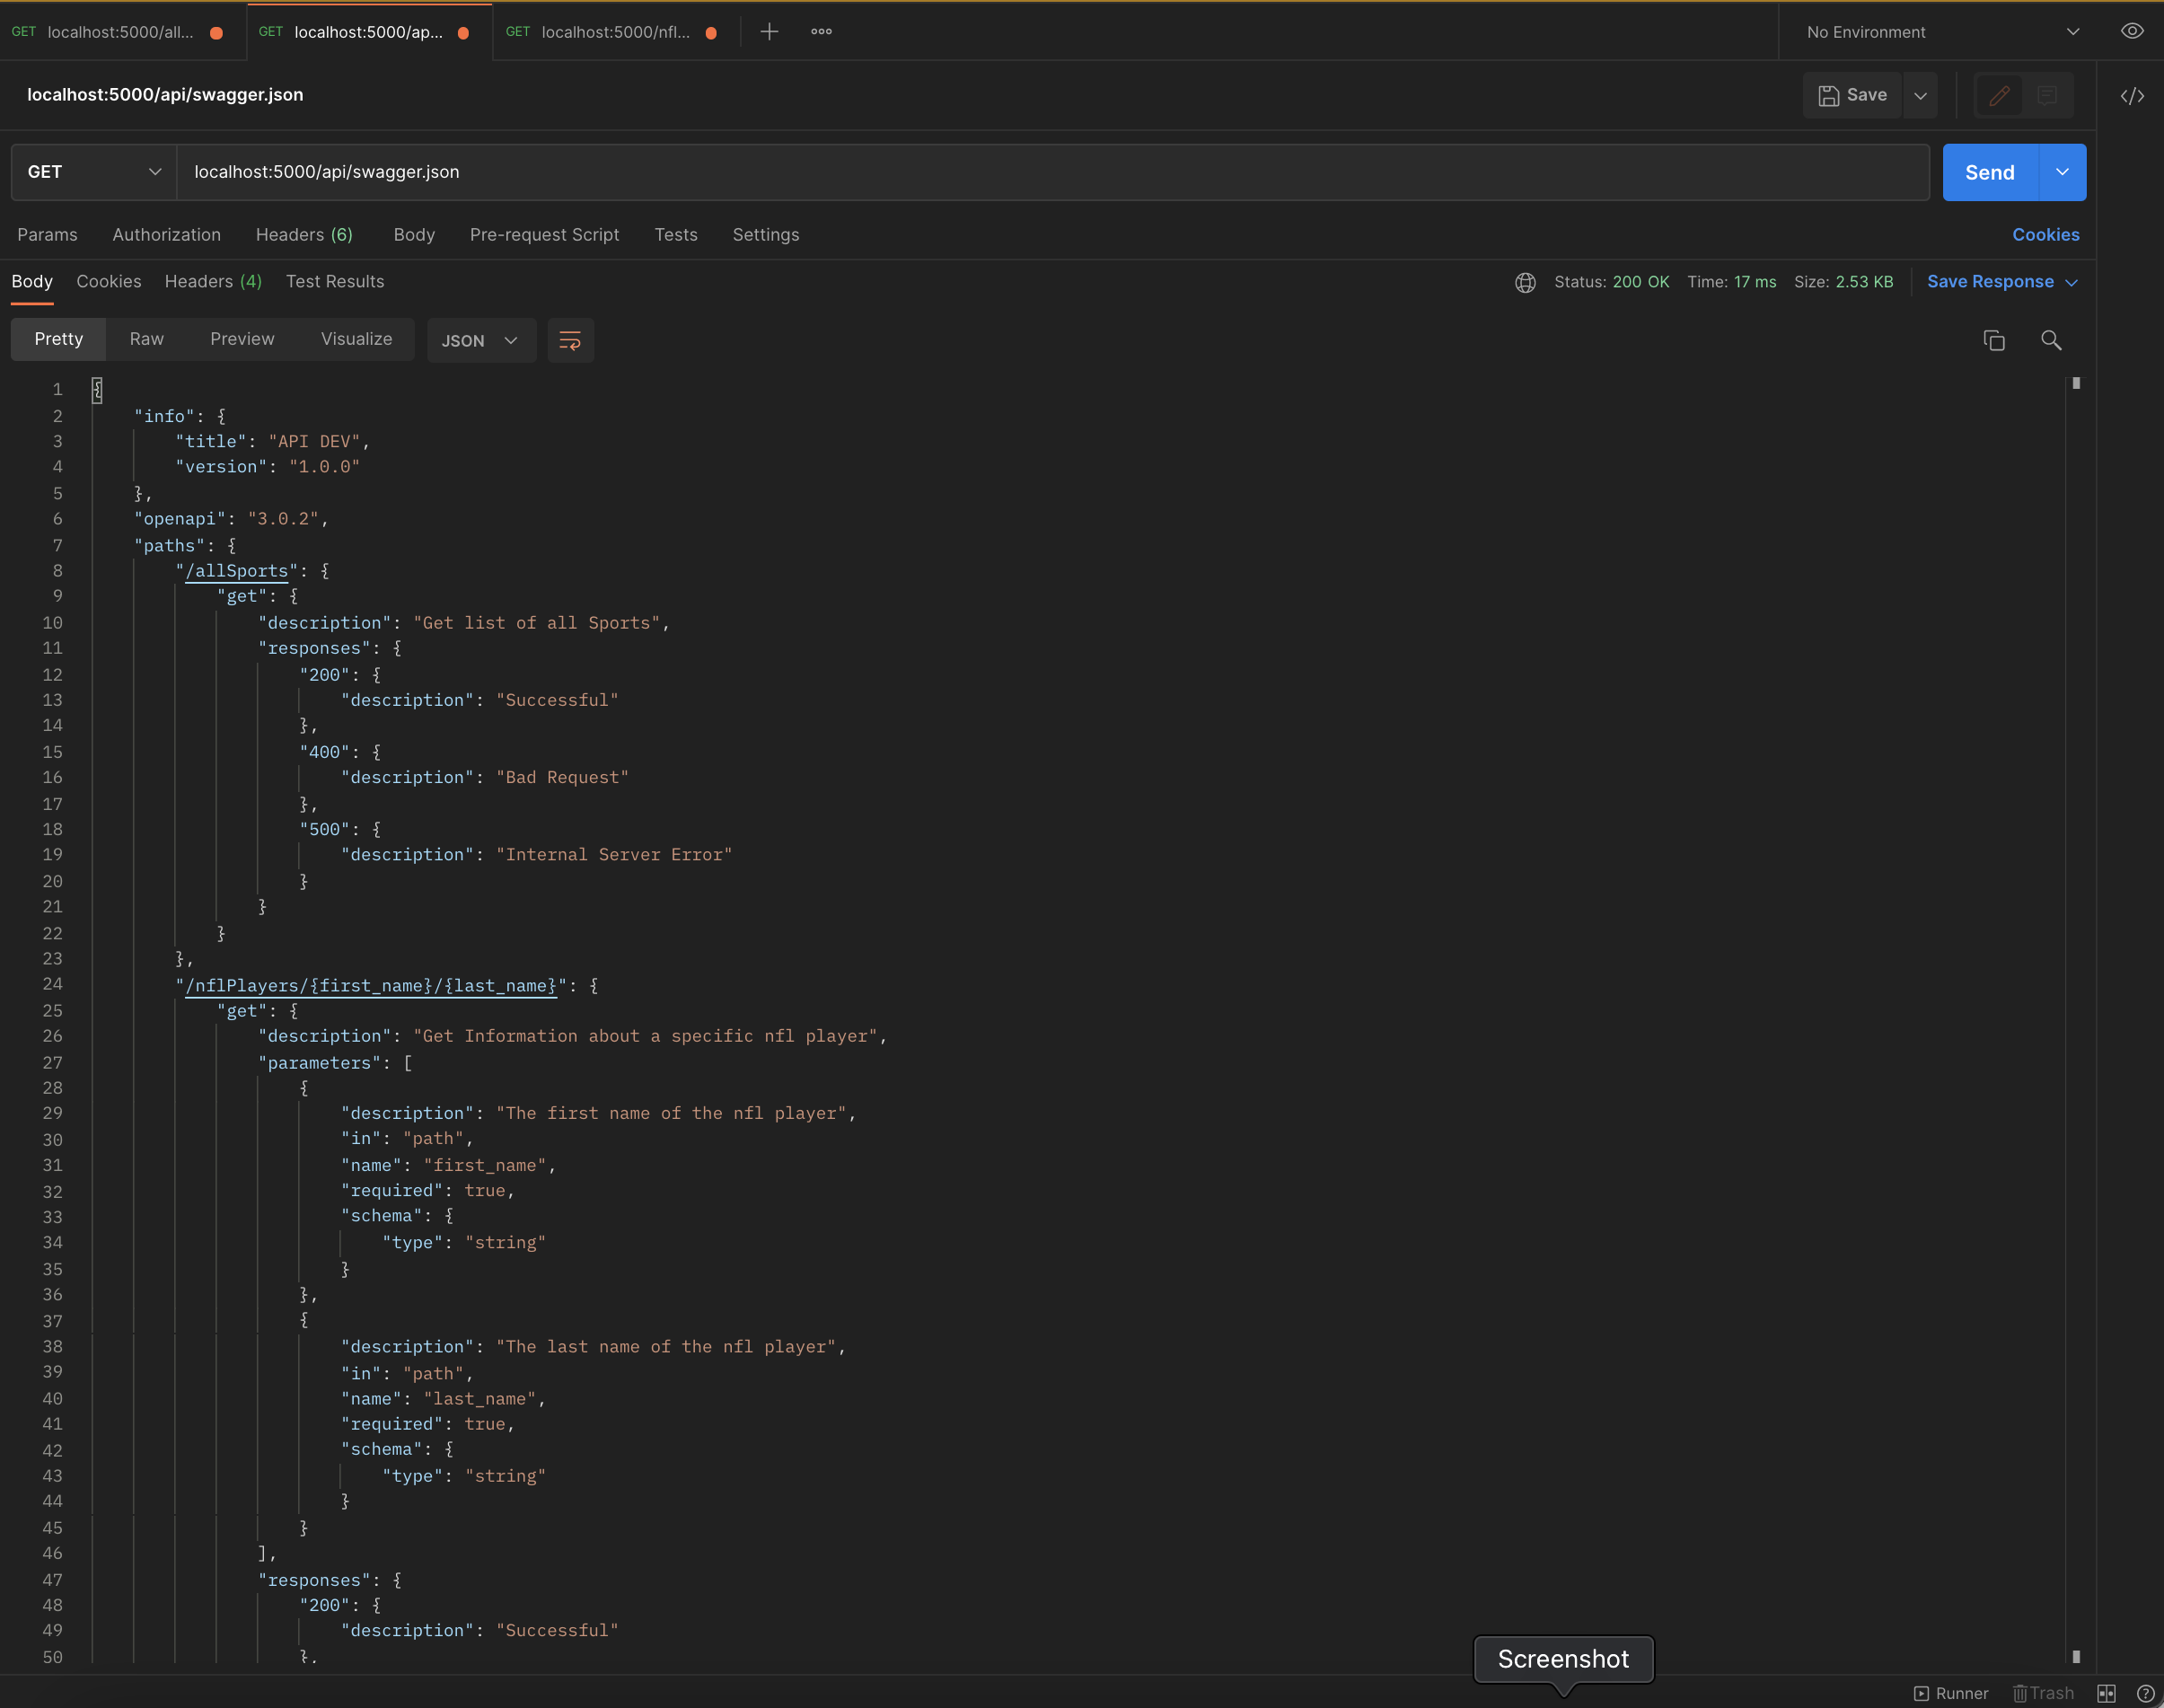 GET localhost:5000/all... GET localhost:5000/ap... GET localhost:5000/nfl... No Environment
localhost:5000/api/swagger.json Save
GET localhost:5000/api/swagger.json Send
Params Authorization Headers (6) Body Pre-request Script Tests Settings Cookies
Body Cookies Headers (4) Test Results Status: 200 OK Time: 17 ms Size: 2.53 KB Save Response
Pretty Raw Preview Visualize JSON
1 {
2 "info": {
3 "title": "API DEV",
4 "version": "1.0.0"
5 },
6 "openapi": "3.0.2",
7 "paths": {
8 "/allSports": {
9 "get": {
10 "description": "Get list of all Sports",
11 "responses": {
12 "200": {
13 "description": "Successful"
14 },
15 "400": {
16 "description": "Bad Request"
17 },
18 "500": {
19 "description": "Internal Server Error"
20 }
21 }
22 }
23 },
24 "/nflPlayers/{first_name}/{last_name}": {
25 "get": {
26 "description": "Get Information about a specific nfl player",
27 "parameters": [
28 {
29 "description": "The first name of the nfl player",
30 "in": "path",
31 "name": "first_name",
32 "required": true,
33 "schema": {
34 "type": "string"
35 }
36 },
37 {
38 "description": "The last name of the nfl player",
39 "in": "path",
40 "name": "last_name",
41 "required": true,
42 "schema": {
43 "type": "string"
44 }
45 }
46 ],
47 "responses": {
48 "200": {
49 "description": "Successful"
50 },
Screenshot
Runner Trash